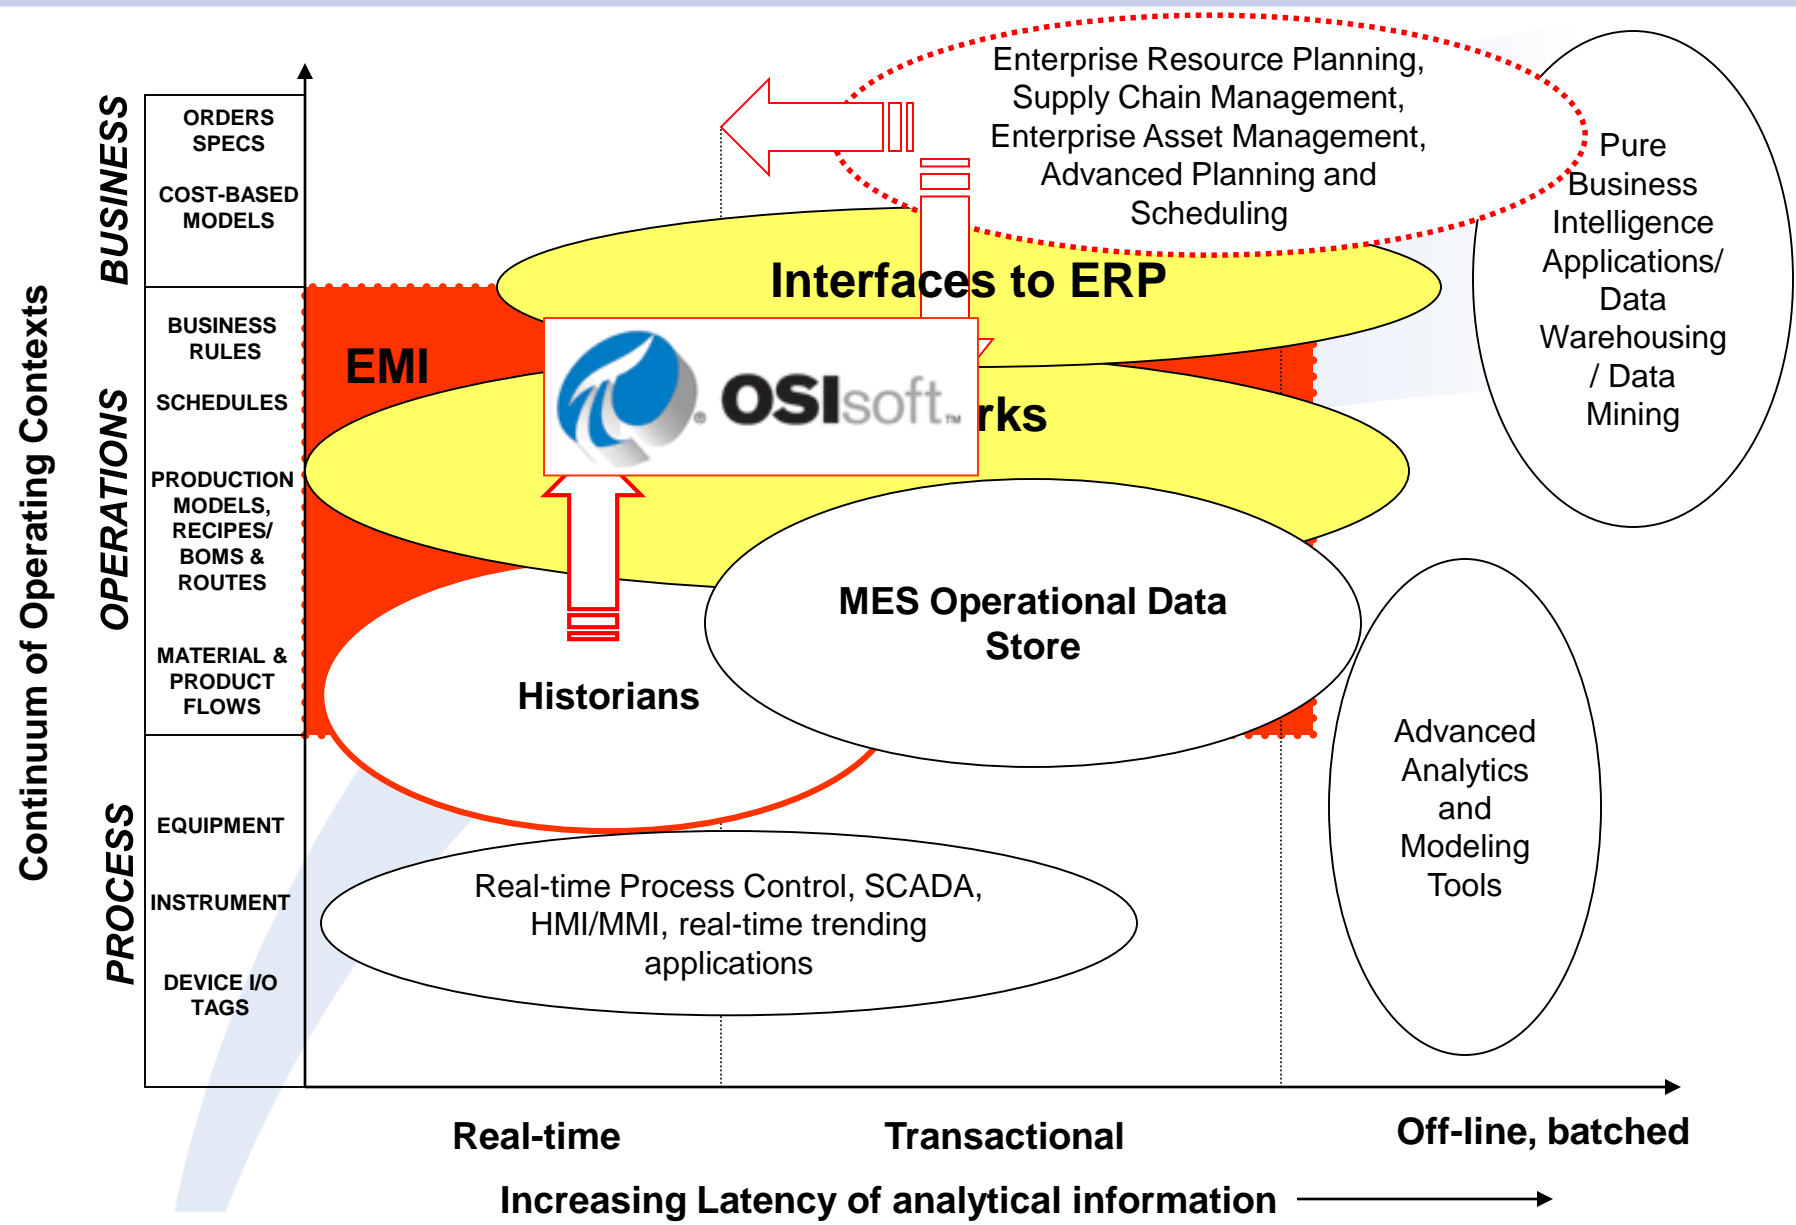 Enterprise Resource Planning,
Supply Chain Management,
Enterprise Asset Management,
Advanced Planning and
Scheduling
Pure
Business
Intelligence
Applications/
Data
Warehousing
/ Data
Mining
BUSINESS
ORDERS
SPECS
COST-BASED
MODELS
Interfaces to ERP
Continuum of Operating Contexts
OPERATIONS
BUSINESS
RULES
SCHEDULES
PRODUCTION
MODELS,
RECIPES/
BOMS &
ROUTES
MATERIAL &
PRODUCT
FLOWS
EMI
® OSIsoft™
rks
MES Operational Data
Store
Historians
Advanced
Analytics
and
Modeling
Tools
PROCESS
EQUIPMENT
INSTRUMENT
DEVICE I/O
TAGS
Real-time Process Control, SCADA,
HMI/MMI, real-time trending
applications
Real-time
Transactional
Off-line, batched
Increasing Latency of analytical information